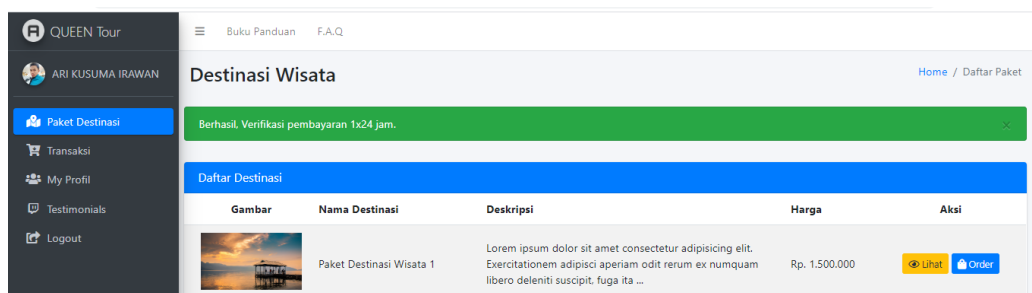 QUEEN Tour
Buku Panduan F.A.Q
ARI KUSUMA IRAWAN
Destinasi Wisata
Home / Daftar Paket
Paket Destinasi
Transaksi
My Profil
Testimonials
Logout
Berhasil, Verifikasi pembayaran 1x24 jam.
×
Daftar Destinasi
Gambar Nama Destinasi Deskripsi Harga Aksi
Paket Destinasi Wisata 1
Lorem ipsum dolor sit amet consectetur adipisicing elit.
Exercitationem adipisci aperiam odit rerum ex numquam
libero deleniti suscipit, fuga ita ...
Rp. 1.500.000
Lihat Order